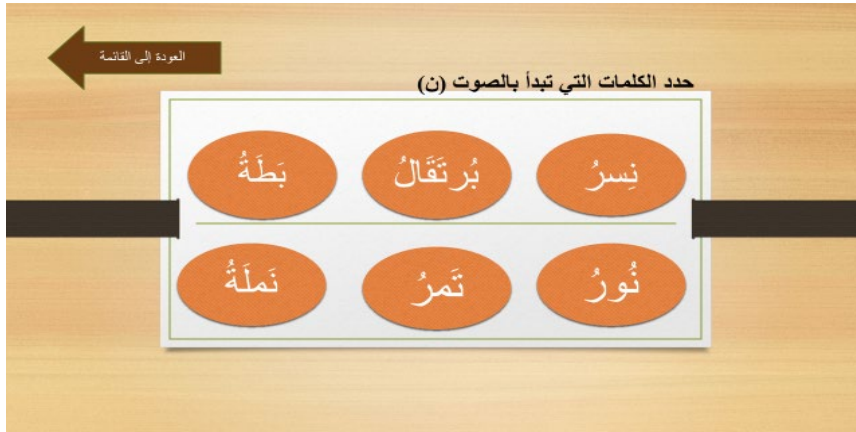 العودة إلى القائمة
حدد الكلمات التي تبدأ بالصوت (ن)
نِسرُ بُرتَقَالُ بَطَةُ
نُورُ تَمرُ نَملَةُ